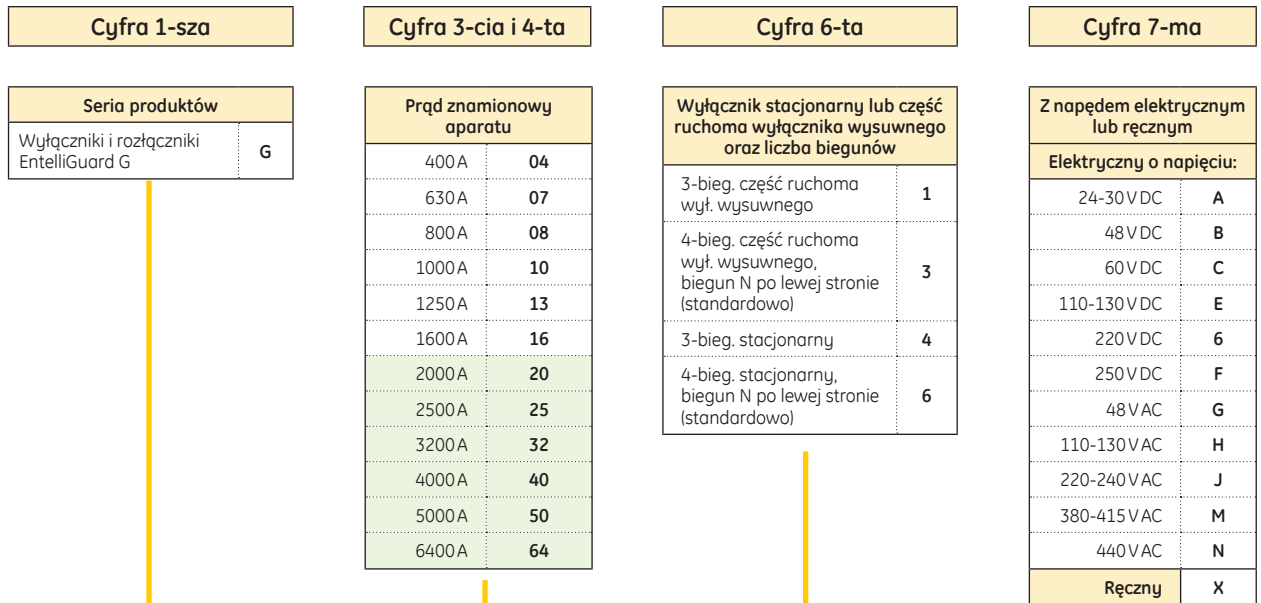 Cyfra 1-sza
Seria produktów
Wyłączniki i rozłączniki
EntelliGuard G
G
Cyfra 3-cia i 4-ta
Prąd znamionowy
aparatu
400 A 04
630 A 07
800 A 08
1000 A 10
1250 A 13
1600 A 16
2000 A 20
2500 A 25
3200 A 32
4000 A 40
5000 A 50
6400 A 64
Cyfra 6-ta
Wyłącznik stacjonarny lub część
ruchoma wyłącznika wysuwnego
oraz liczba biegunów
3-bieg. część ruchoma
wył. wysuwnego
1
4-bieg. część ruchoma
wył. wysuwnego,
biegun N po lewej stronie
(standardowo)
3
3-bieg. stacjonarny 4
4-bieg. stacjonarny,
biegun N po lewej stronie
(standardowo)
6
Cyfra 7-ma
Z napędem elektrycznym
lub ręcznym
Elektryczny o napięciu:
24-30 V DC A
48 V DC B
60 V DC C
110-130 V DC E
220 V DC 6
250 V DC F
48 V AC G
110-130 V AC H
220-240 V AC J
380-415 V AC M
440 V AC N
Ręczny X